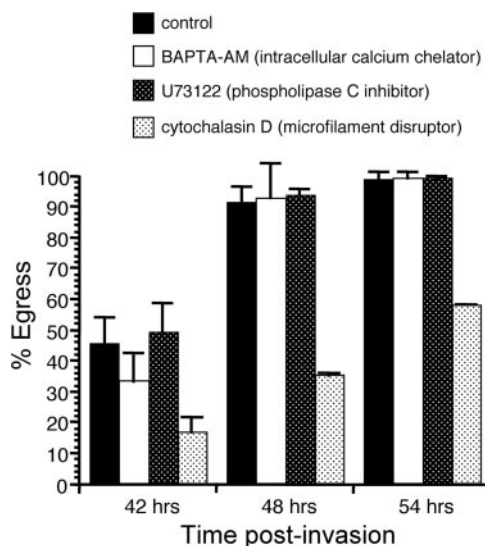 control
BAPTA-AM (intracellular calcium chelator)
U73122 (phospholipase C inhibitor)
cytochalasin D (microfilament disruptor)
100
90
80
70
60
50
40
30
20
10
0
% Egress
42 hrs 48 hrs 54 hrs
Time post-invasion